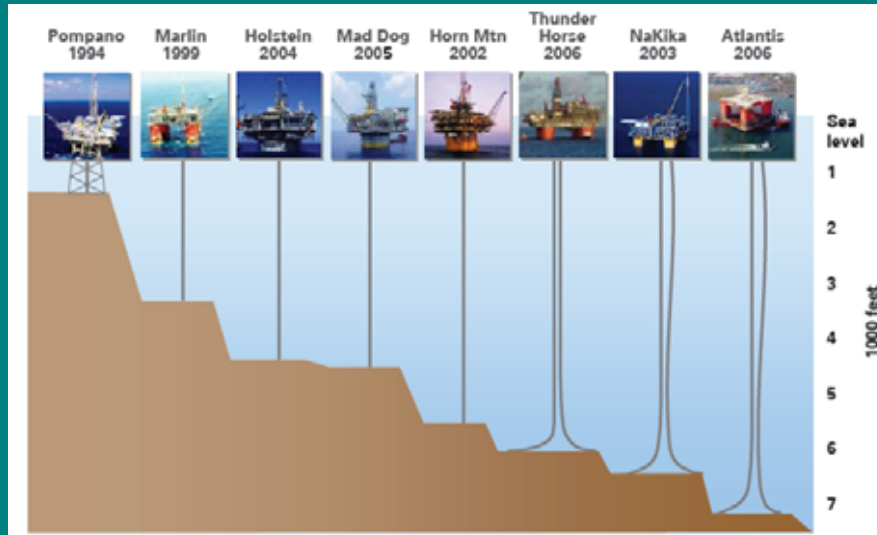 Pompano
1994
Marlin
1999
Holstein
2004
Mad Dog
2005
Horn Mtn
2002
Thunder
Horse
2006
NaKika
2003
Atlantis
2006
Sea
level
1
2
3
4
5
6
7
1000 feet